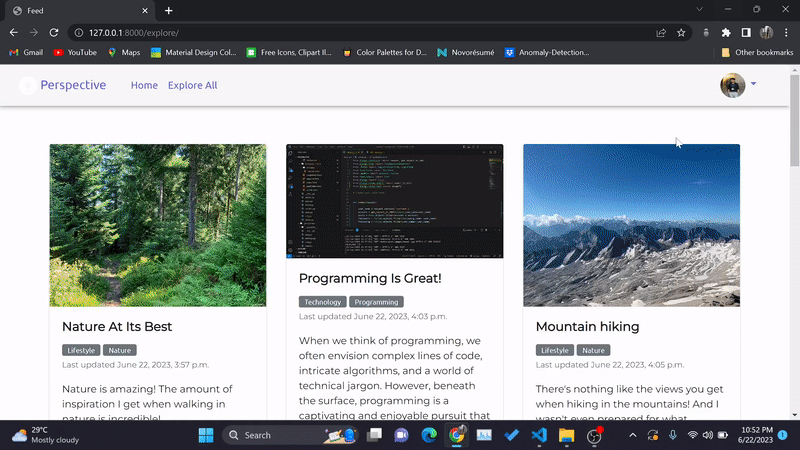 Feed
127.0.0.1:8000/explore/
Gmail
YouTube
Maps
Material Design Col...
Free Icons, Clipart Il...
Color Palettes for D...
Novorésumé
Anomaly-Detection...
Other bookmarks
Perspective
Home
Explore All
Nature At Its Best
Lifestyle
Nature
Last updated June 22, 2023, 3:57 p.m.
Nature is amazing! The amount of
inspiration I get when walking in
nature is incredible!
Programming Is Great!
Technology
Programming
Last updated June 22, 2023, 4:03 p.m.
When we think of programming, we
often envision complex lines of code,
intricate algorithms, and a world of
technical jargon. However, beneath
the surface, programming is a
captivating and enjoyable pursuit that
Mountain hiking
Lifestyle
Nature
Last updated June 22, 2023, 4:05 p.m.
There's nothing like the views you get
when hiking in the mountains! And I
wasn't even prepared for what
29°C
Mostly cloudy
Search
10:52 PM
6/22/2023